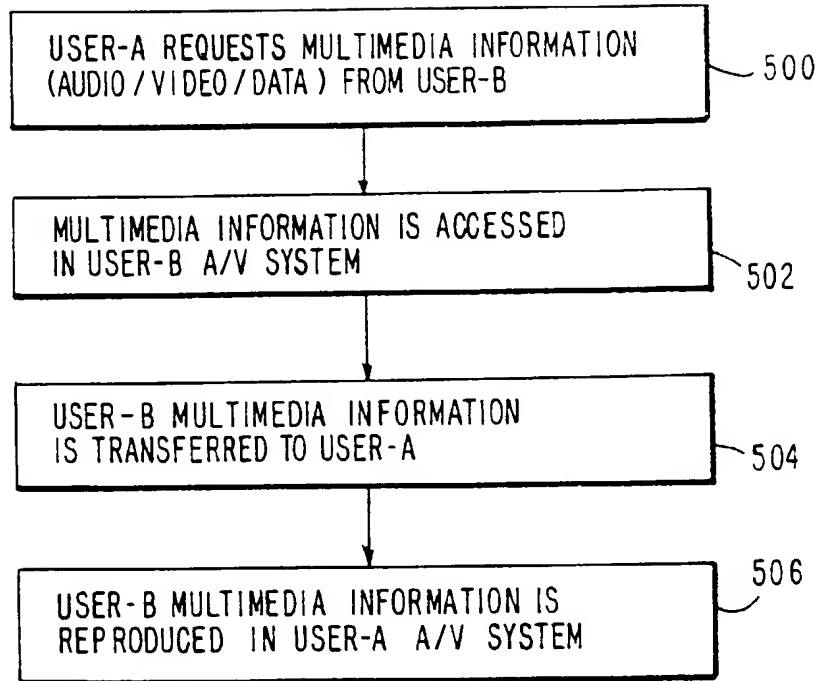 USER-A REQUESTS MULTIMEDIA INFORMATION
(AUDIO/VIDEO/DATA) FROM USER-B
500
MULTIMEDIA INFORMATION IS ACCESSED
IN USER-B A/V SYSTEM
502
USER-B MULTIMEDIA INFORMATION
IS TRANSFERRED TO USER-A
504
USER-B MULTIMEDIA INFORMATION IS
REPRODUCED IN USER-A A/V SYSTEM
506